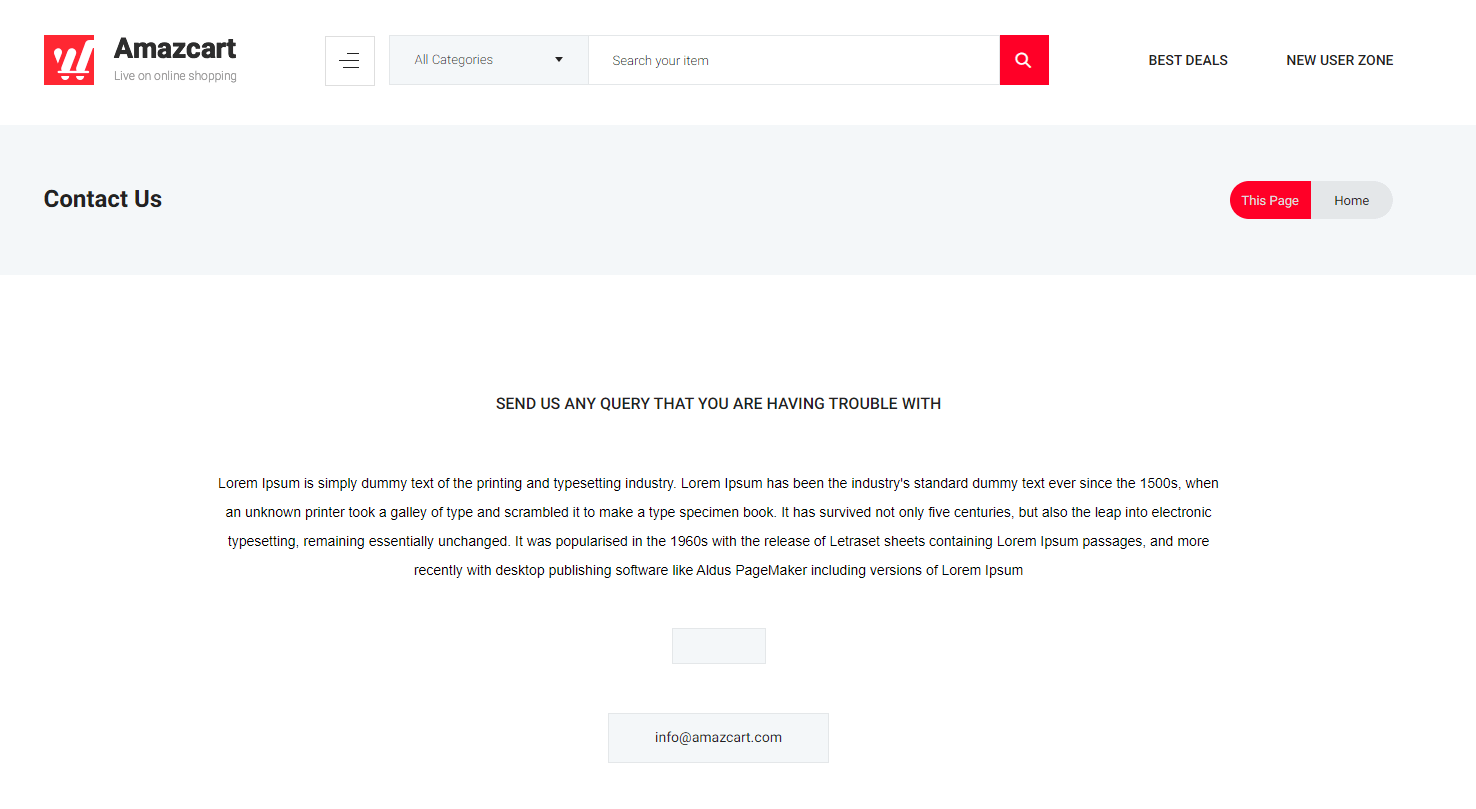 Amazcart
Live on online shopping
All Categories
Search your item
BEST DEALS
NEW USER ZONE
Contact Us
This Page
Home
SEND US ANY QUERY THAT YOU ARE HAVING TROUBLE WITH
Lorem Ipsum is simply dummy text of the printing and typesetting industry. Lorem Ipsum has been the industry's standard dummy text ever since the 1500s, when
an unknown printer took a galley of type and scrambled it to make a type specimen book. It has survived not only five centuries, but also the leap into electronic
typesetting, remaining essentially unchanged. It was popularised in the 1960s with the release of Letraset sheets containing Lorem Ipsum passages, and more
recently with desktop publishing software like Aldus PageMaker including versions of Lorem Ipsum
info@amazcart.com